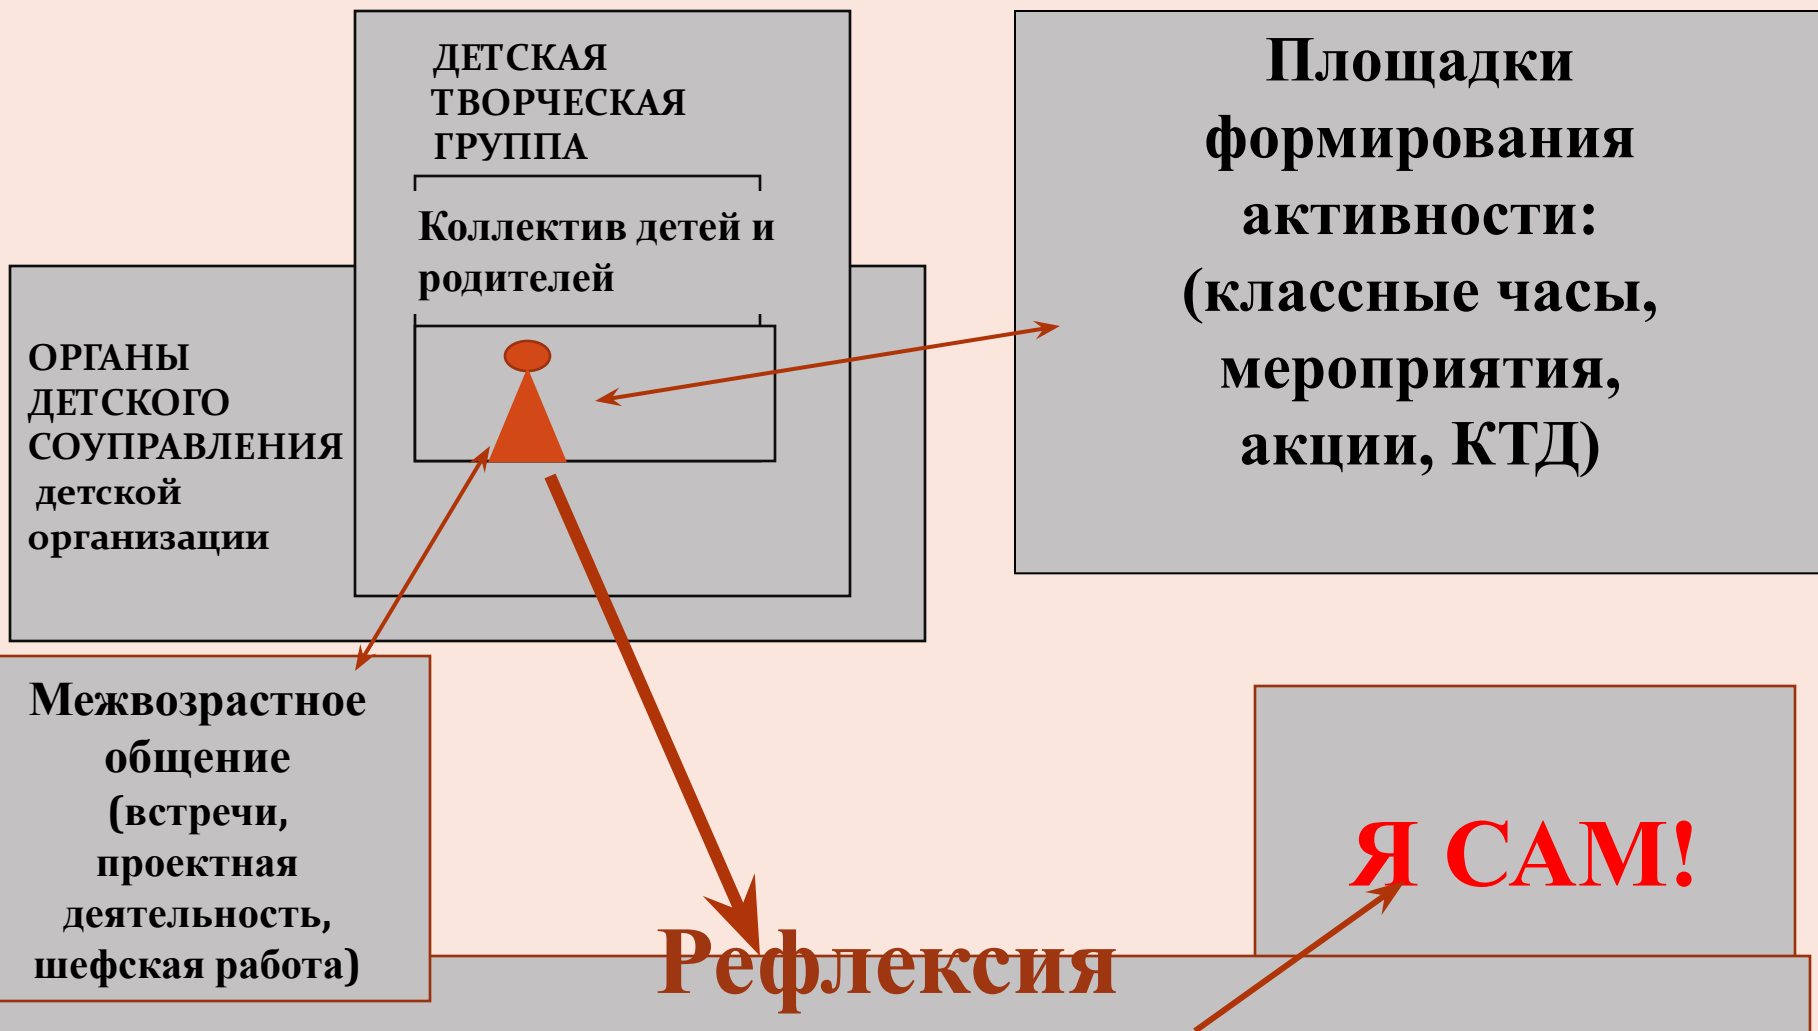 ДЕТСКАЯ
ТВОРЧЕСКАЯ
ГРУППА
Коллектив детей и
родителей
ОРГАНЫ
ДЕТСКОГО
СОУПРАВЛЕНИЯ
детской
организации
Площадки
формирования
активности:
(классные часы,
мероприятия,
акции, КТД)
Межвозрастное
общение
(встречи,
проектная
деятельность,
шефская работа)
Я САМ!
Рефлексия